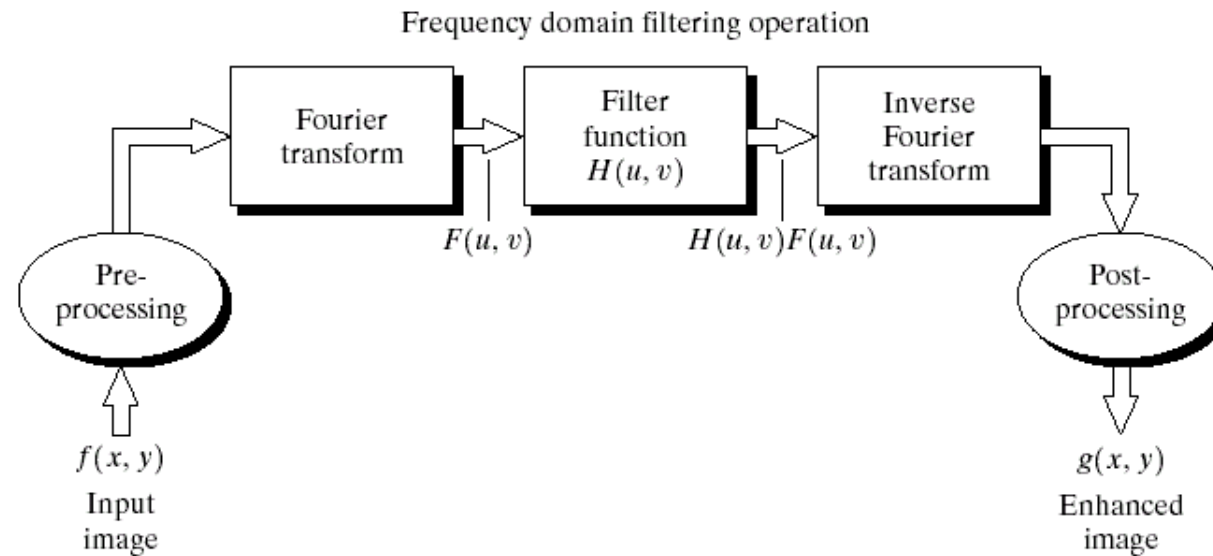 Frequency domain filtering operation
Fourier
transform
Filter
function
H(u, v)
Inverse
Fourier
transform
F(u, v)
H(u, v)F(u, v)
Pre-
processing
Post-
processing
f(x, y)
Input
image
g(x, y)
Enhanced
image